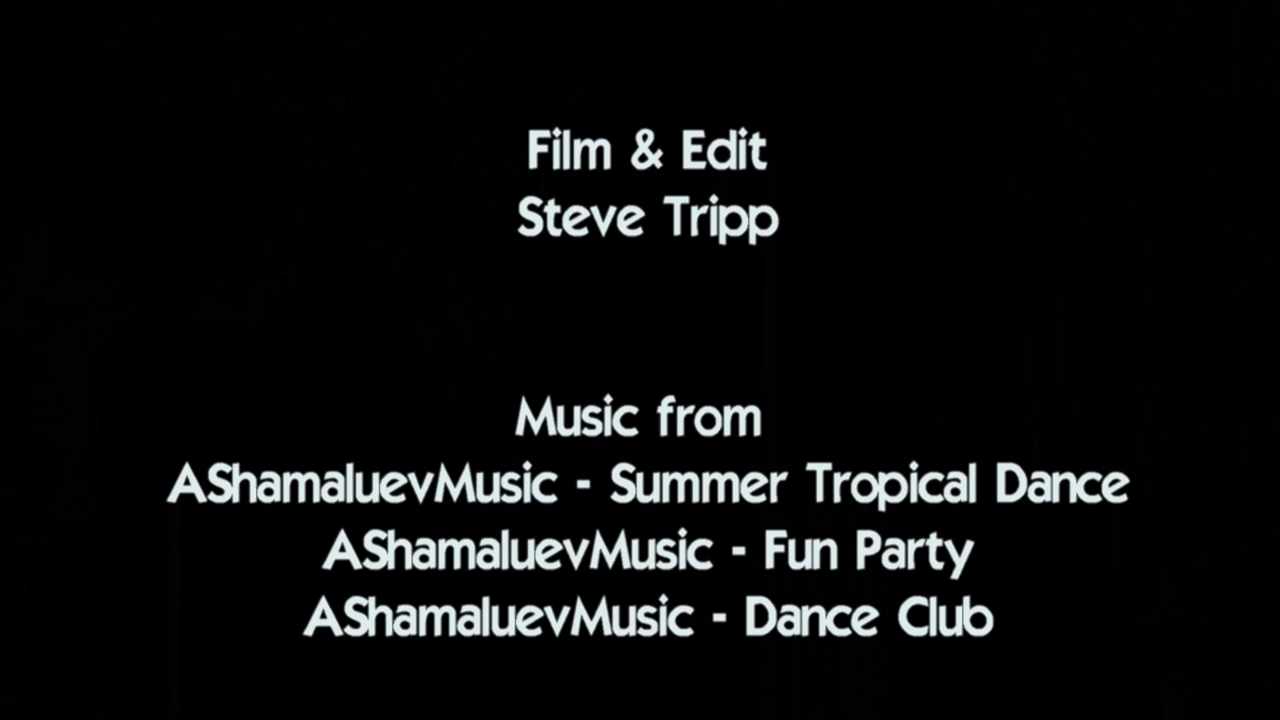 Film & Edit
Steve Tripp
Music from
AShamaluevMusic - Summer Tropical Dance
AShamaluevMusic - Fun Party
AShamaluevMusic - Dance Club